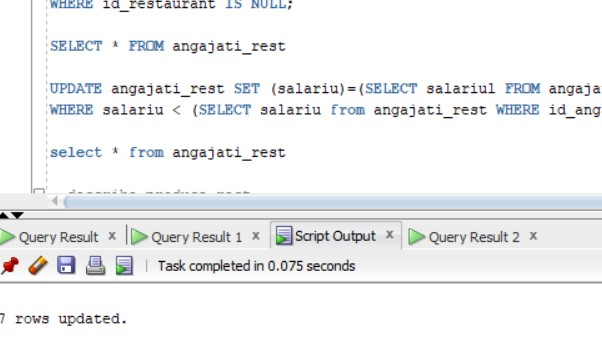 WHERE id_restaurant IS NULL;
SELECT * FROM angajati_rest
UPDATE angajati_rest SET (salariu)=(SELECT salariul FROM angaja
WHERE salariu < (SELECT salariu from angajati_rest WHERE id_ang
select * from angajati_rest
Query Result x Query Result 1 x Script Output x Query Result 2 x
Task completed in 0.075 seconds
7 rows updated.